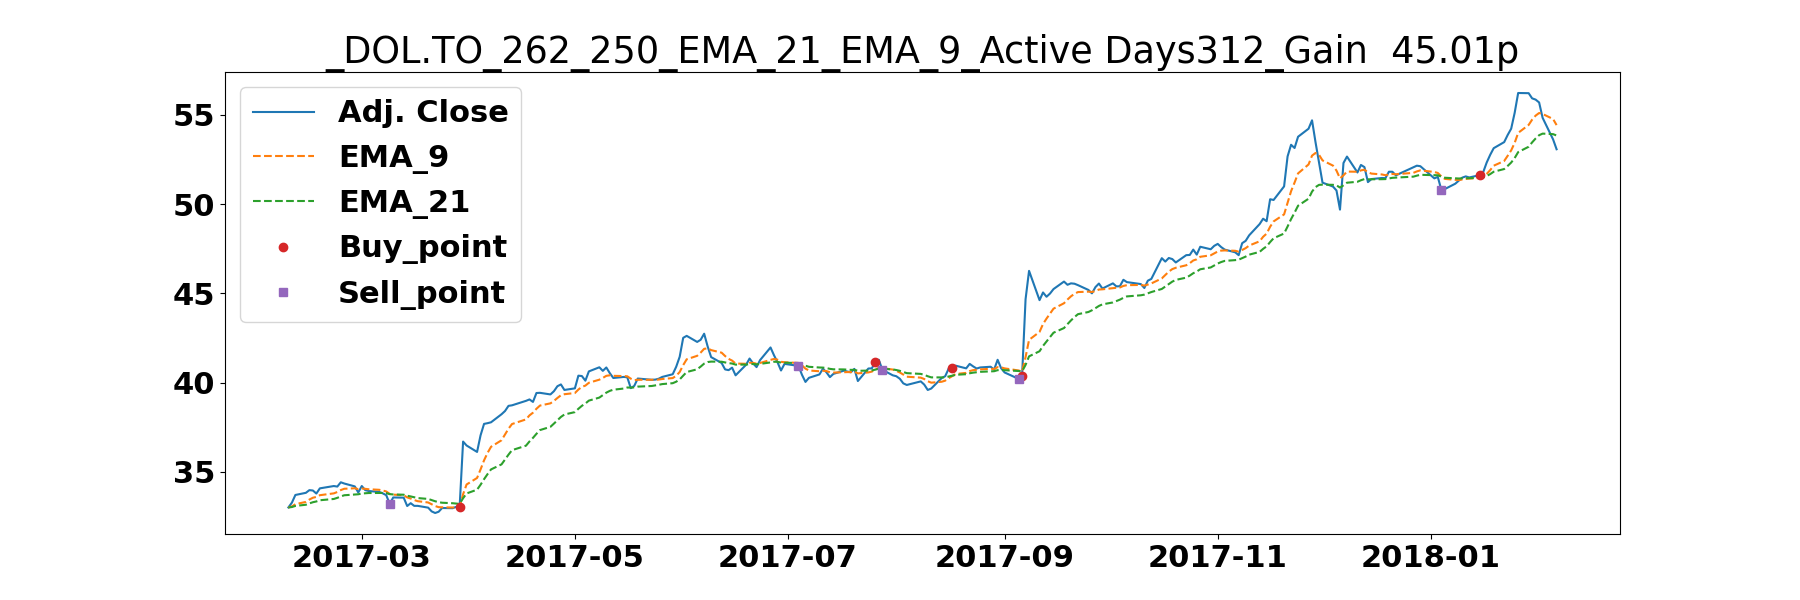 _DOL.TO_262_250_EMA_21_EMA_9_Active Days312_Gain  45.01p
Adj. Close
EMA_9
EMA_21
Buy_point
Sell_point
55
50
45
40
35
2017-03 2017-05 2017-07 2017-09 2017-11 2018-01